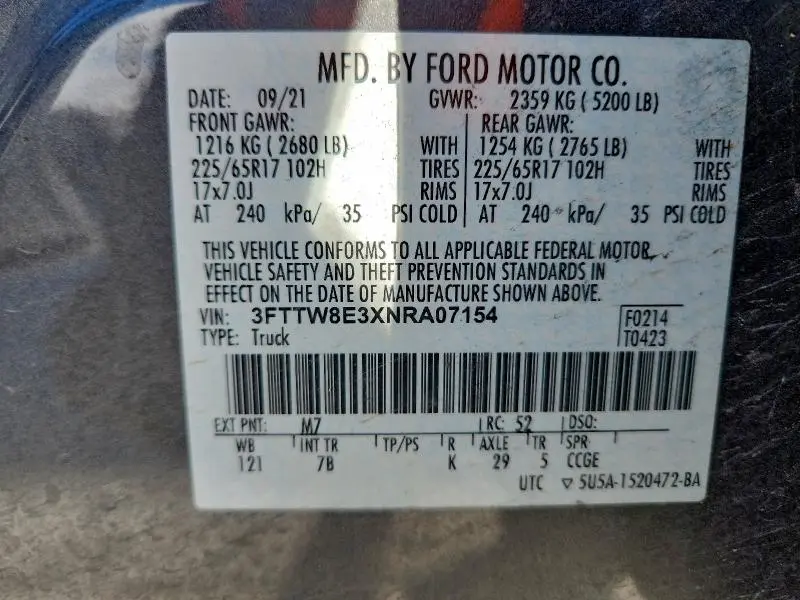 MFD. BY FORD MOTOR CO.
DATE: 09/21 GVWR: 2359 KG ( 5200 LB)
FRONT GAWR: REAR GAWR:
1216 KG ( 2680 LB) WITH 1254 KG ( 2765 LB) WITH
225/65R17 102H TIRES 225/65R17 102H TIRES
17x7.0J RIMS 17x7.0J RIMS
AT 240 kPa/ 35 PSI COLD AT 240 kPa/ 35 PSI COLD
THIS VEHICLE CONFORMS TO ALL APPLICABLE FEDERAL MOTOR
VEHICLE SAFETY AND THEFT PREVENTION STANDARDS IN
EFFECT ON THE DATE OF MANUFACTURE SHOWN ABOVE.
VIN: 3FTTW8E3XNRA07154 F0214
TYPE: Truck T0423
EXT PNT: M7 RC: 52 DSO:
WB INT TR TP/PS R AXLE TR SPR
121 7B K 29 5 CCGE
UTC ▽ 5U5A-1520472-BA